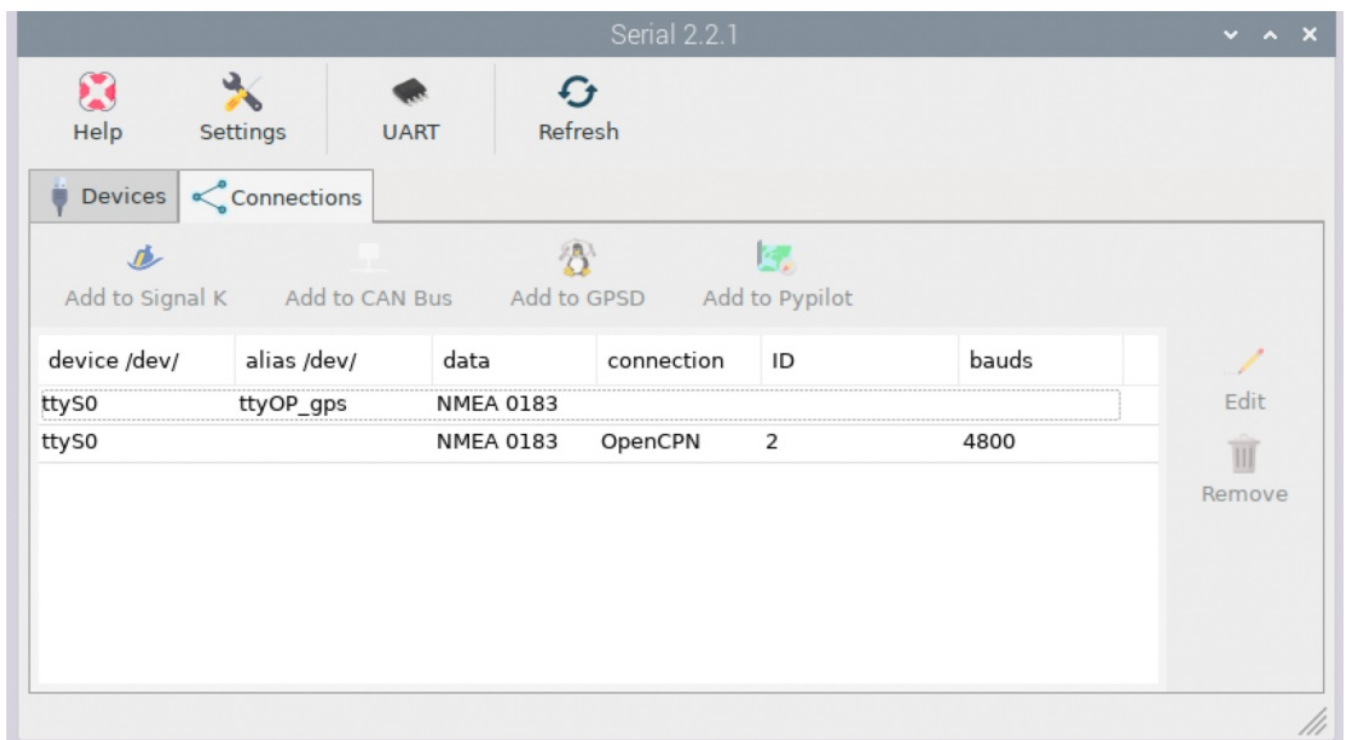 Serial 2.2.1
Help Settings UART Refresh
Devices Connections
Add to Signal K Add to CAN Bus Add to GPSD Add to Pypilot
device /dev/ alias /dev/ data connection ID bauds
ttyS0 ttyOP_gps NMEA 0183
ttyS0 NMEA 0183 OpenCPN 2 4800
Edit
Remove